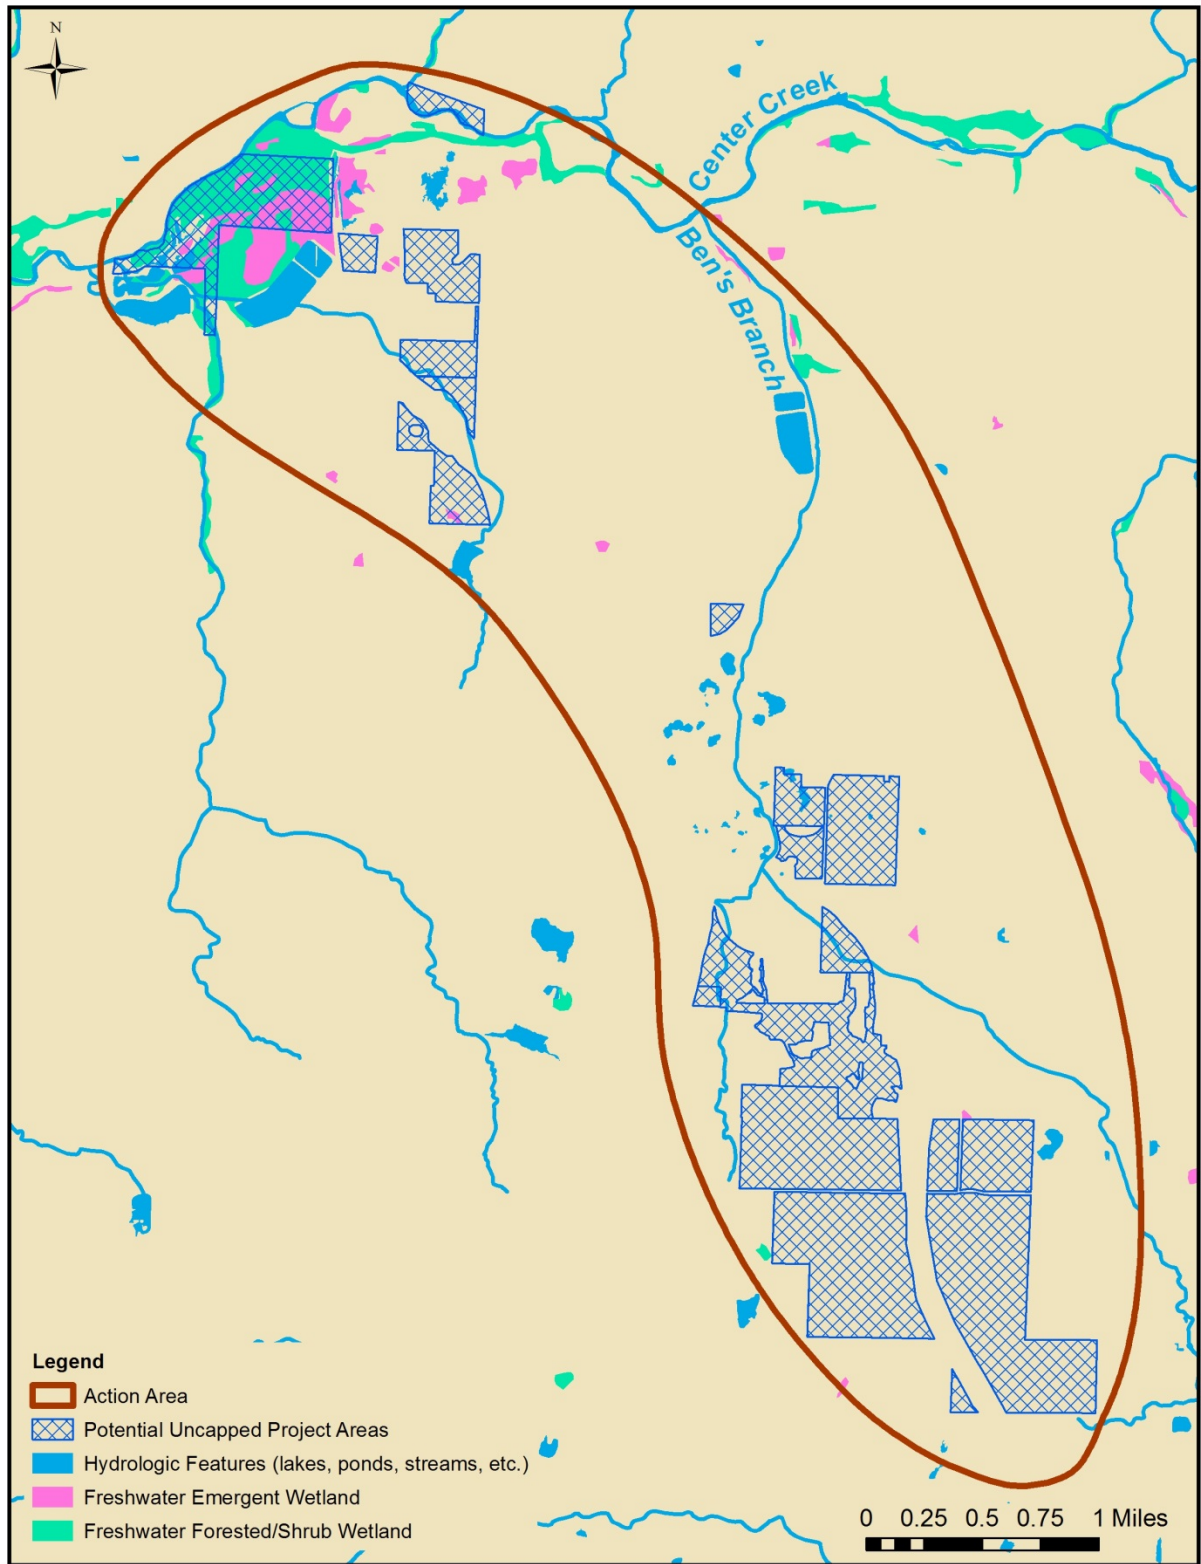 N
Center Creek
Ben's Branch
Legend
Action Area
Potential Uncapped Project Areas
Hydrologic Features (lakes, ponds, streams, etc.)
Freshwater Emergent Wetland
Freshwater Forested/Shrub Wetland
0 0.25 0.5 0.75 1 Miles